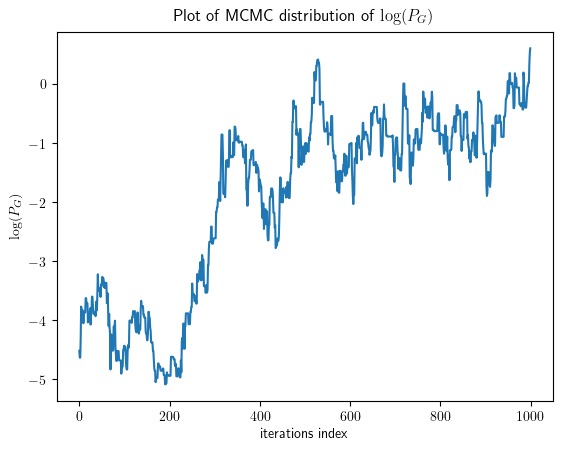 Plot of MCMC distribution of log(P_G)
0
−1
−2
−3
−4
−5
log(P_G)
0 200 400 600 800 1000
iterations index